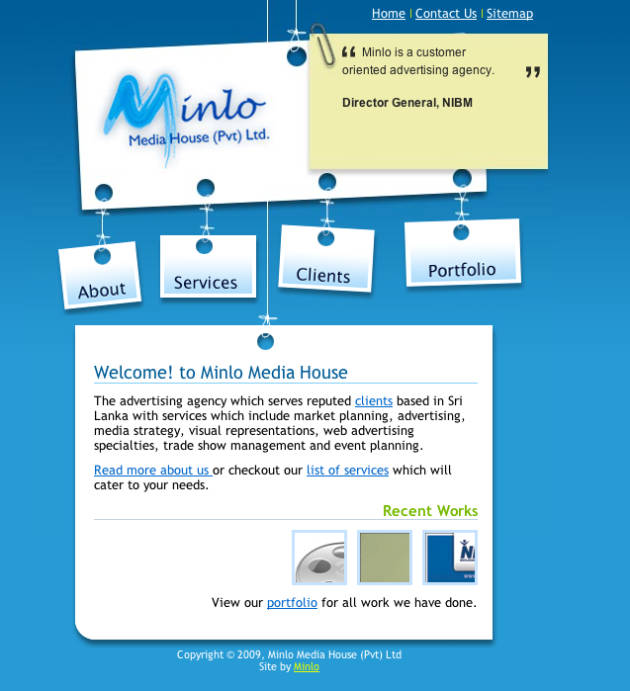 Home | Contact Us | Sitemap
❝ Minlo is a customer
oriented advertising agency. ❞
Director General, NIBM
Minlo
Media House (Pvt) Ltd.
About
Services
Clients
Portfolio
Welcome! to Minlo Media House
The advertising agency which serves reputed clients based in Sri
Lanka with services which include market planning, advertising,
media strategy, visual representations, web advertising
specialties, trade show management and event planning.
Read more about us or checkout our list of services which will
cater to your needs.
Recent Works
View our portfolio for all work we have done.
Copyright © 2009, Minlo Media House (Pvt) Ltd
Site by Minlo